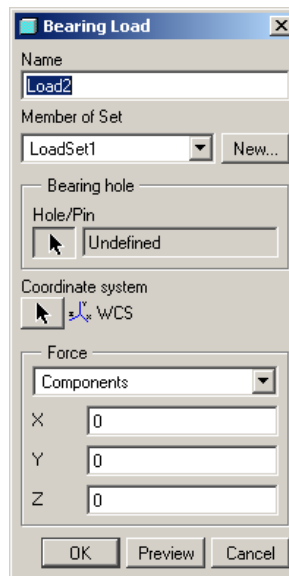 Bearing Load
Name
Load2
Member of Set
LoadSet1 New...
Bearing hole
Hole/Pin
Undefined
Coordinate system
WCS
Force
Components
X 0
Y 0
Z 0
OK Preview Cancel